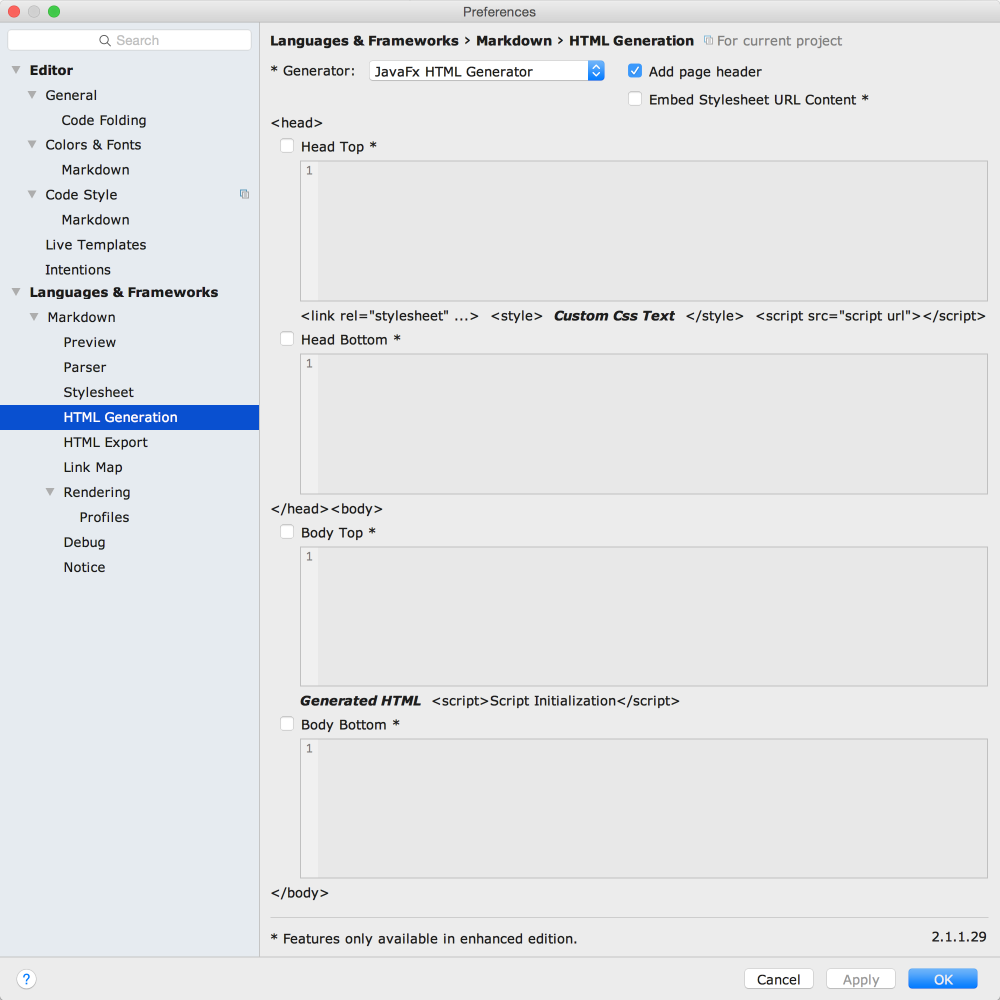 Preferences
Search
Editor
General
Code Folding
Colors & Fonts
Markdown
Code Style
Markdown
Live Templates
Intentions
Languages & Frameworks
Markdown
Preview
Parser
Stylesheet
HTML Generation
HTML Export
Link Map
Rendering
Profiles
Debug
Notice
Languages & Frameworks › Markdown › HTML Generation For current project
* Generator: JavaFx HTML Generator Add page header
Embed Stylesheet URL Content *
<head>
Head Top *
1
<link rel="stylesheet" ...> <style> Custom Css Text </style> <script src="script url"></script>
Head Bottom *
1
</head><body>
Body Top *
1
Generated HTML <script>Script Initialization</script>
Body Bottom *
1
</body>
* Features only available in enhanced edition. 2.1.1.29
? Cancel Apply OK